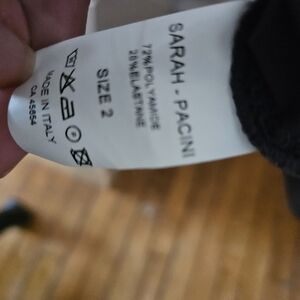 SARAH - PACINI
72% POLYAMIDE
28% ELASTANE
SIZE 2
MADE IN ITALY
CA 45654